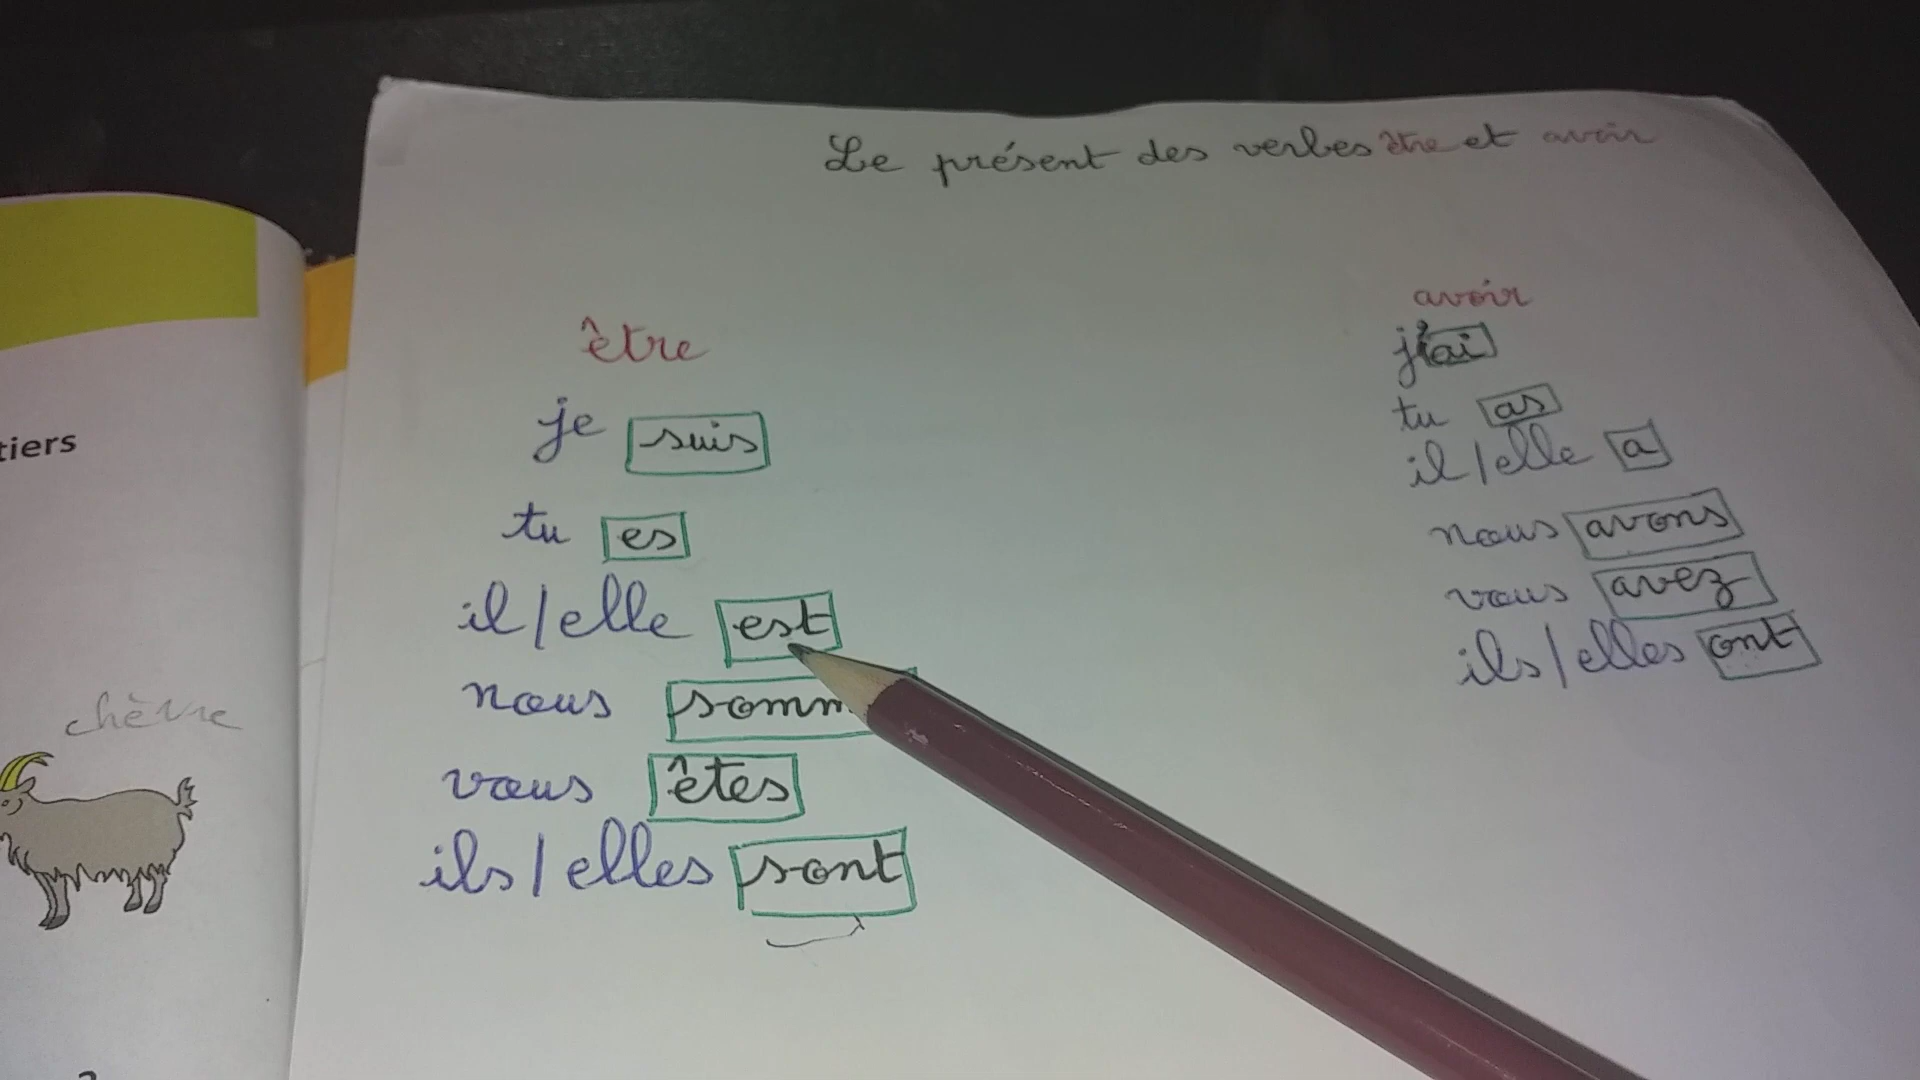 Le présent des verbes être et avoir
être
je suis
tu es
il/elle est
nous somm
vous êtes
ils/elles sont
avoir
j'ai
tu as
il/elle a
nous avons
vous avez
ils/elles ont
tiers
chèvre